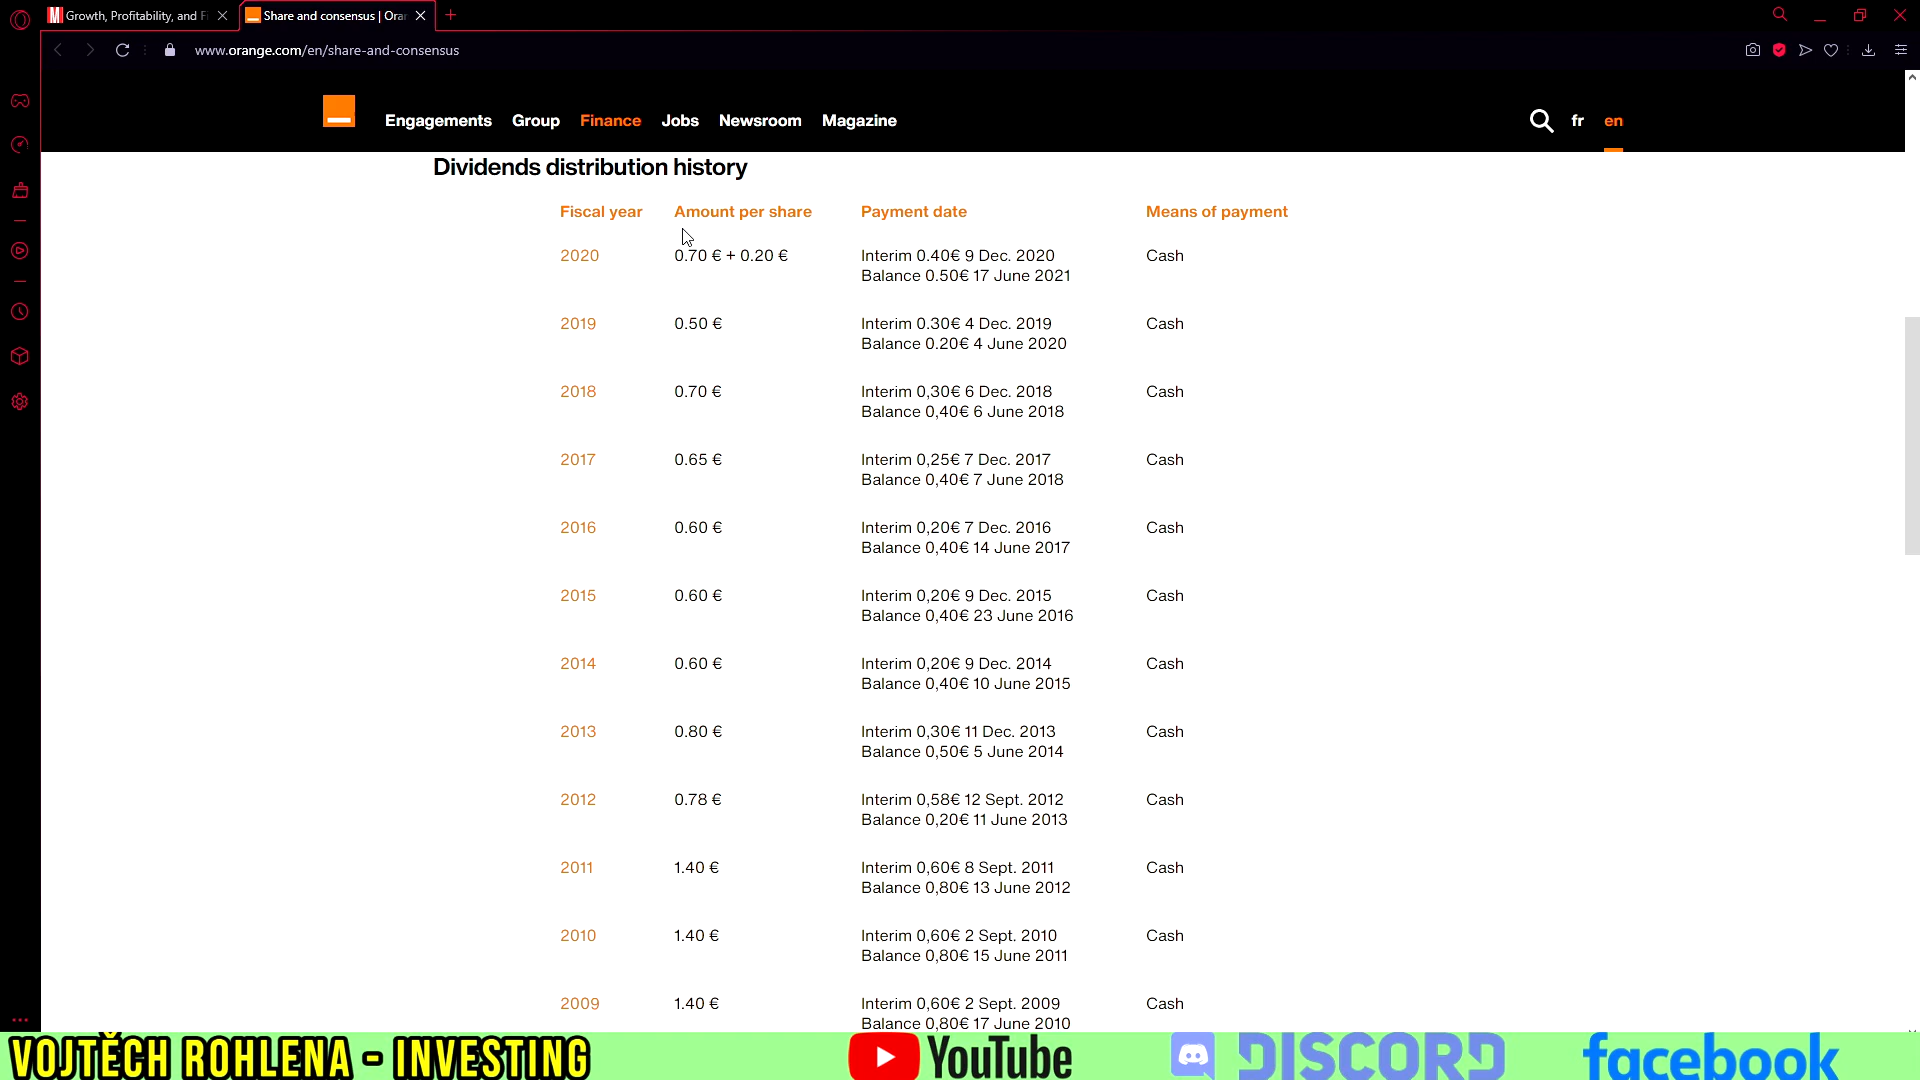 Growth, Profitability, and Fi
Share and consensus | Oran
www.orange.com/en/share-and-consensus
Engagements Group Finance Jobs Newsroom Magazine fr en
Dividends distribution history
Fiscal year Amount per share Payment date Means of payment
2020 0.70 € + 0.20 € Interim 0.40€ 9 Dec. 2020 Cash
Balance 0.50€ 17 June 2021
2019 0.50 € Interim 0.30€ 4 Dec. 2019 Cash
Balance 0.20€ 4 June 2020
2018 0.70 € Interim 0,30€ 6 Dec. 2018 Cash
Balance 0,40€ 6 June 2018
2017 0.65 € Interim 0,25€ 7 Dec. 2017 Cash
Balance 0,40€ 7 June 2018
2016 0.60 € Interim 0,20€ 7 Dec. 2016 Cash
Balance 0,40€ 14 June 2017
2015 0.60 € Interim 0,20€ 9 Dec. 2015 Cash
Balance 0,40€ 23 June 2016
2014 0.60 € Interim 0,20€ 9 Dec. 2014 Cash
Balance 0,40€ 10 June 2015
2013 0.80 € Interim 0,30€ 11 Dec. 2013 Cash
Balance 0,50€ 5 June 2014
2012 0.78 € Interim 0,58€ 12 Sept. 2012 Cash
Balance 0,20€ 11 June 2013
2011 1.40 € Interim 0,60€ 8 Sept. 2011 Cash
Balance 0,80€ 13 June 2012
2010 1.40 € Interim 0,60€ 2 Sept. 2010 Cash
Balance 0,80€ 15 June 2011
2009 1.40 € Interim 0,60€ 2 Sept. 2009 Cash
Balance 0,80€ 17 June 2010
VOJTĚCH ROHLENA - INVESTING YouTube DISCORD facebook